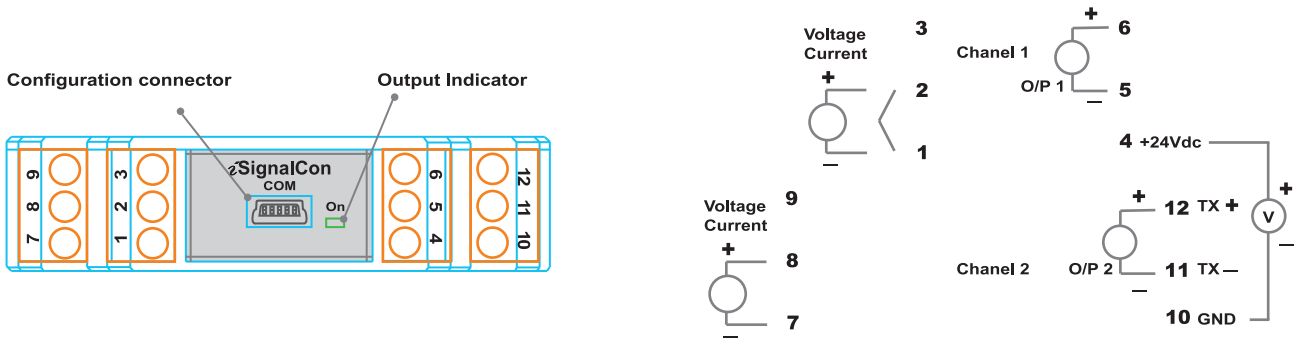 Configuration connector
Output Indicator
SignalCon
COM
On
9
8
7
3
2
1
6
5
4
12
11
10
Voltage
Current
+
—
3
2
1
Chanel 1
O/P 1
+
—
6
5
4 +24Vdc
Voltage
Current
+
—
9
8
7
Chanel 2
O/P 2
+
—
12 TX +
11 TX —
10 GND
+
V
—